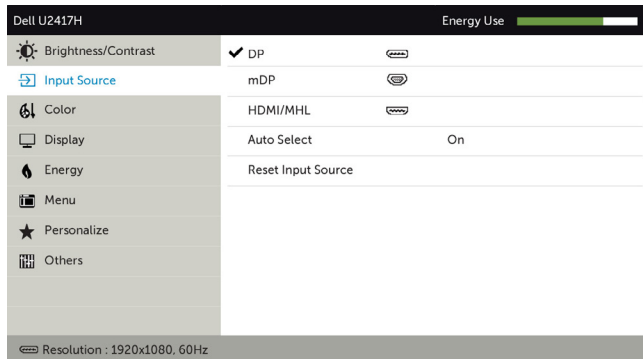 Dell U2417H Energy Use
Brightness/Contrast
Input Source
Color
Display
Energy
Menu
Personalize
Others
DP
mDP
HDMI/MHL
Auto Select On
Reset Input Source
Resolution : 1920x1080, 60Hz